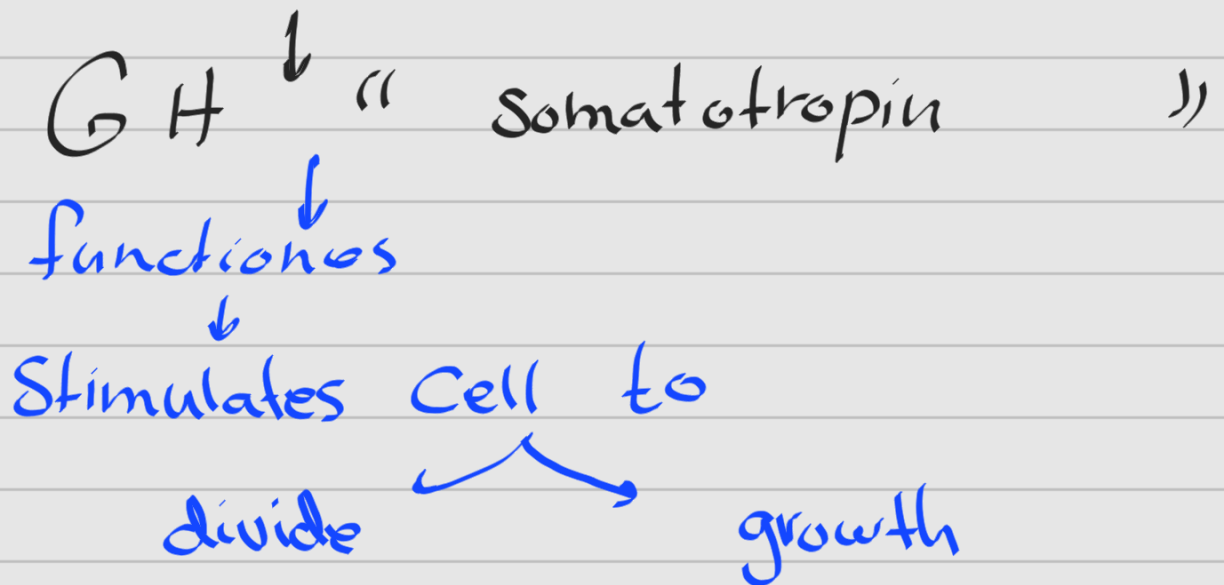 GH “ Somatotropin ”
functiones
Stimulates Cell to
divide growth